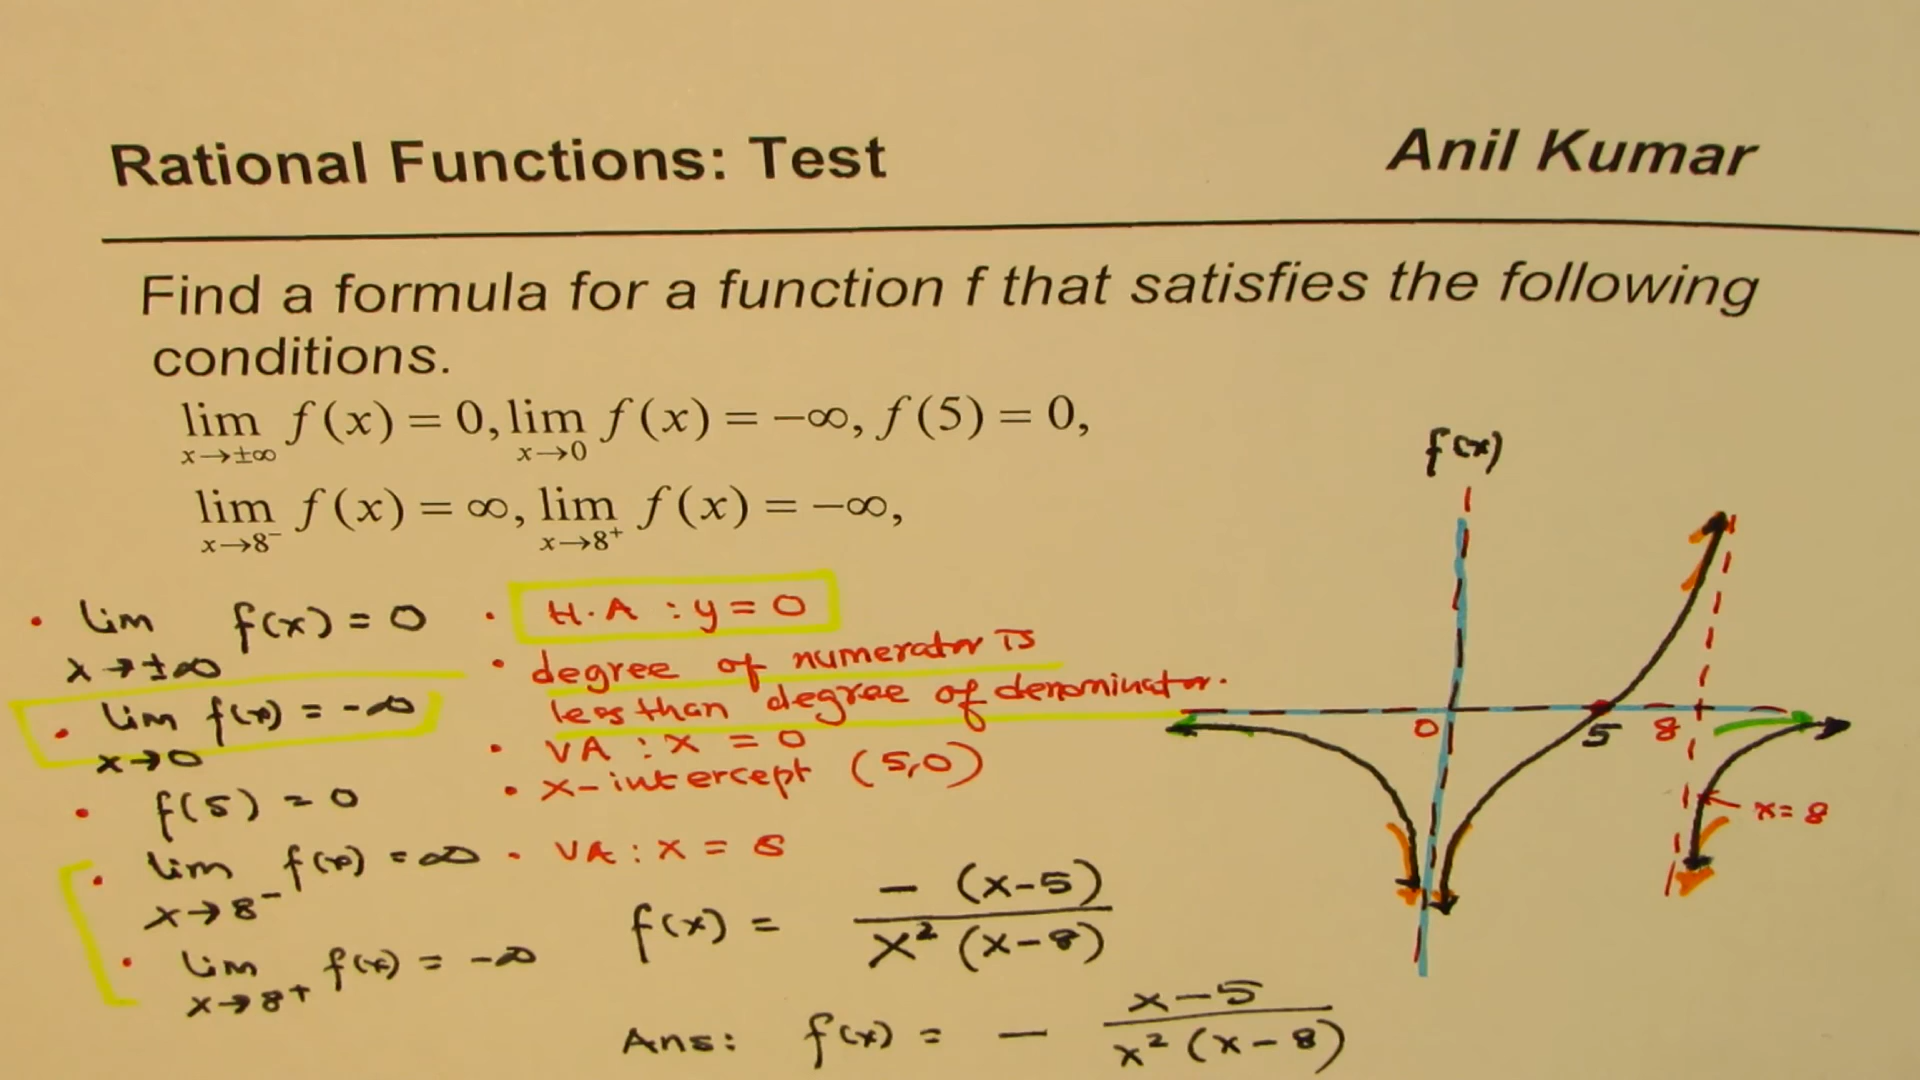 Rational Functions: Test
Anil Kumar
Find a formula for a function f that satisfies the following
conditions.
lim f(x) = 0, lim f(x) = −∞, f(5) = 0,
x→±∞ x→0
lim f(x) = ∞, lim f(x) = −∞,
x→8⁻ x→8⁺
• lim f(x) = 0
x→±∞
• lim f(x) = -∞
x→0
• f(5) = 0
• lim f(x) = ∞
x→8⁻
• lim f(x) = -∞
x→8+
• H.A : y = 0
• degree of numerator is
less than degree of denominator.
• VA : x = 0
• x-intercept (5,0)
• VA : x = 8
f(x) = - (x-5)
x² (x-8)
Ans: f(x) = - x-5
x² (x-8)
f(x)
0 5 8
x = 8